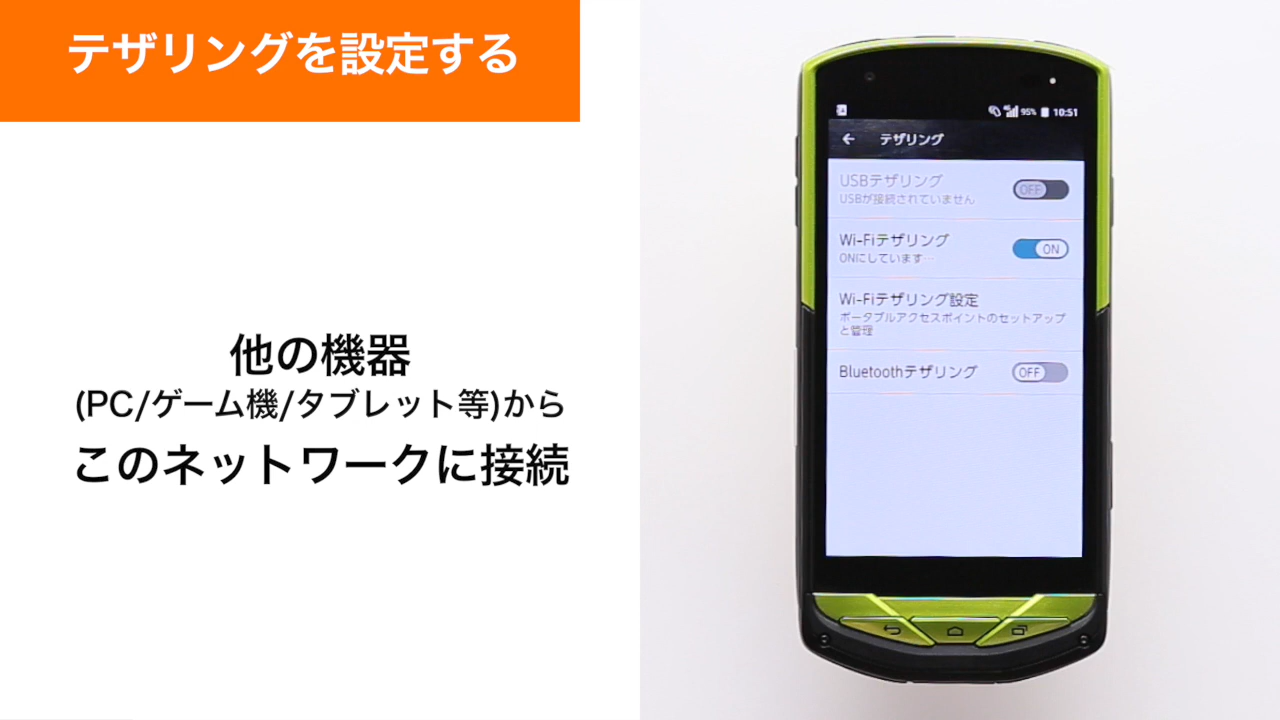 テザリングを設定する
他の機器
(PC/ゲーム機/タブレット等)から
このネットワークに接続
95% 10:51
テザリング
USBテザリング
USBが接続されていません
OFF
Wi-Fiテザリング
ONにしています…
ON
Wi-Fiテザリング設定
ポータブルアクセスポイントのセットアップ
と管理
Bluetoothテザリング
OFF